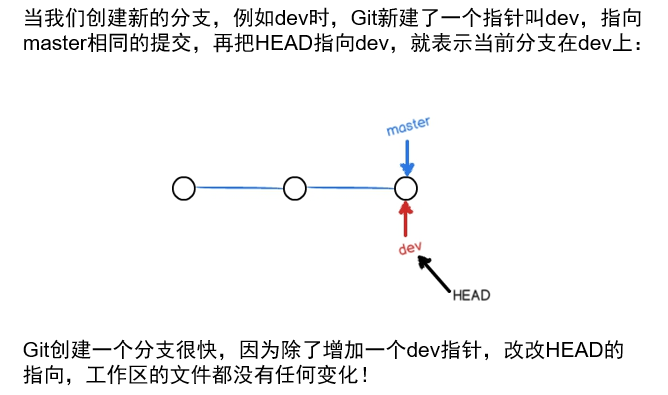 当我们创建新的分支，例如dev时，Git新建了一个指针叫dev，指向
master相同的提交，再把HEAD指向dev，就表示当前分支在dev上：
master
dev
HEAD
Git创建一个分支很快，因为除了增加一个dev指针，改改HEAD的
指向，工作区的文件都没有任何变化！